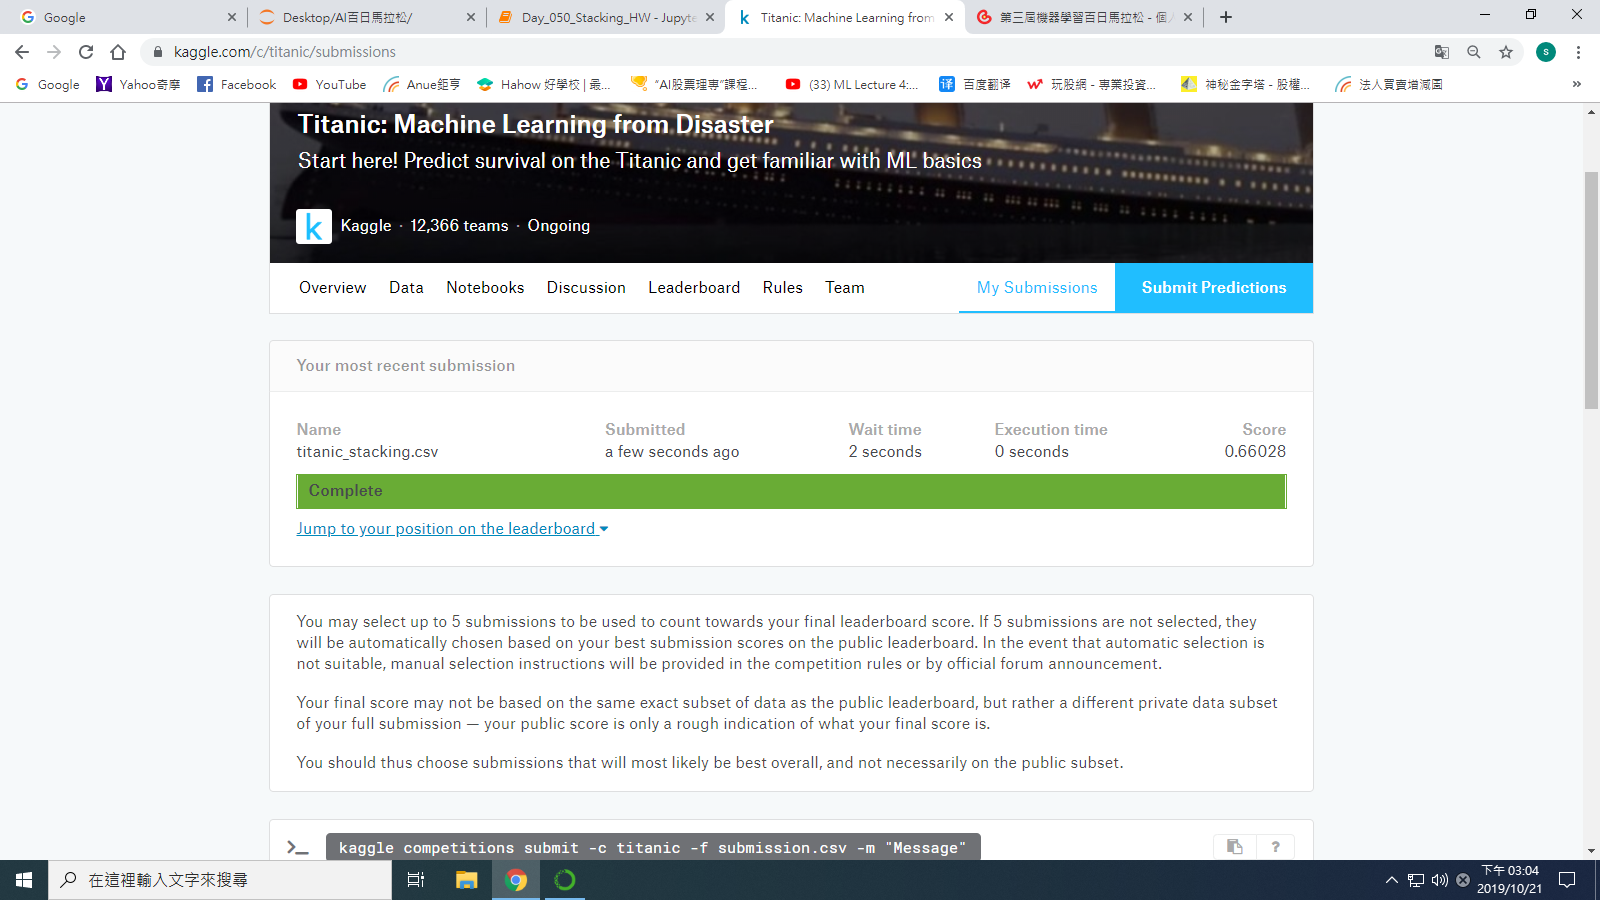 Google
Desktop/AI百日馬拉松/
Day_050_Stacking_HW - Jupyte
Titanic: Machine Learning from
第三屆機器學習百日馬拉松 - 個
kaggle.com/c/titanic/submissions
S
Google
Yahoo奇摩
Facebook
YouTube
Anue鉅亨
Hahow 好學校 | 最...
"AI股票理專"課程...
(33) ML Lecture 4:...
百度翻译
玩股網 - 專業投資...
神秘金字塔 - 股權...
法人買賣增減圖
»
Titanic: Machine Learning from Disaster
Start here! Predict survival on the Titanic and get familiar with ML basics
k
Kaggle · 12,366 teams · Ongoing
Overview
Data
Notebooks
Discussion
Leaderboard
Rules
Team
My Submissions
Submit Predictions
Your most recent submission
Name
Submitted
Wait time
Execution time
Score
titanic_stacking.csv
a few seconds ago
2 seconds
0 seconds
0.66028
Complete
Jump to your position on the leaderboard
You may select up to 5 submissions to be used to count towards your final leaderboard score. If 5 submissions are not selected, they
will be automatically chosen based on your best submission scores on the public leaderboard. In the event that automatic selection is
not suitable, manual selection instructions will be provided in the competition rules or by official forum announcement.
Your final score may not be based on the same exact subset of data as the public leaderboard, but rather a different private data subset
of your full submission — your public score is only a rough indication of what your final score is.
You should thus choose submissions that will most likely be best overall, and not necessarily on the public subset.
>_
kaggle competitions submit -c titanic -f submission.csv -m "Message"
?
在這裡輸入文字來搜尋
下午 03:04
2019/10/21